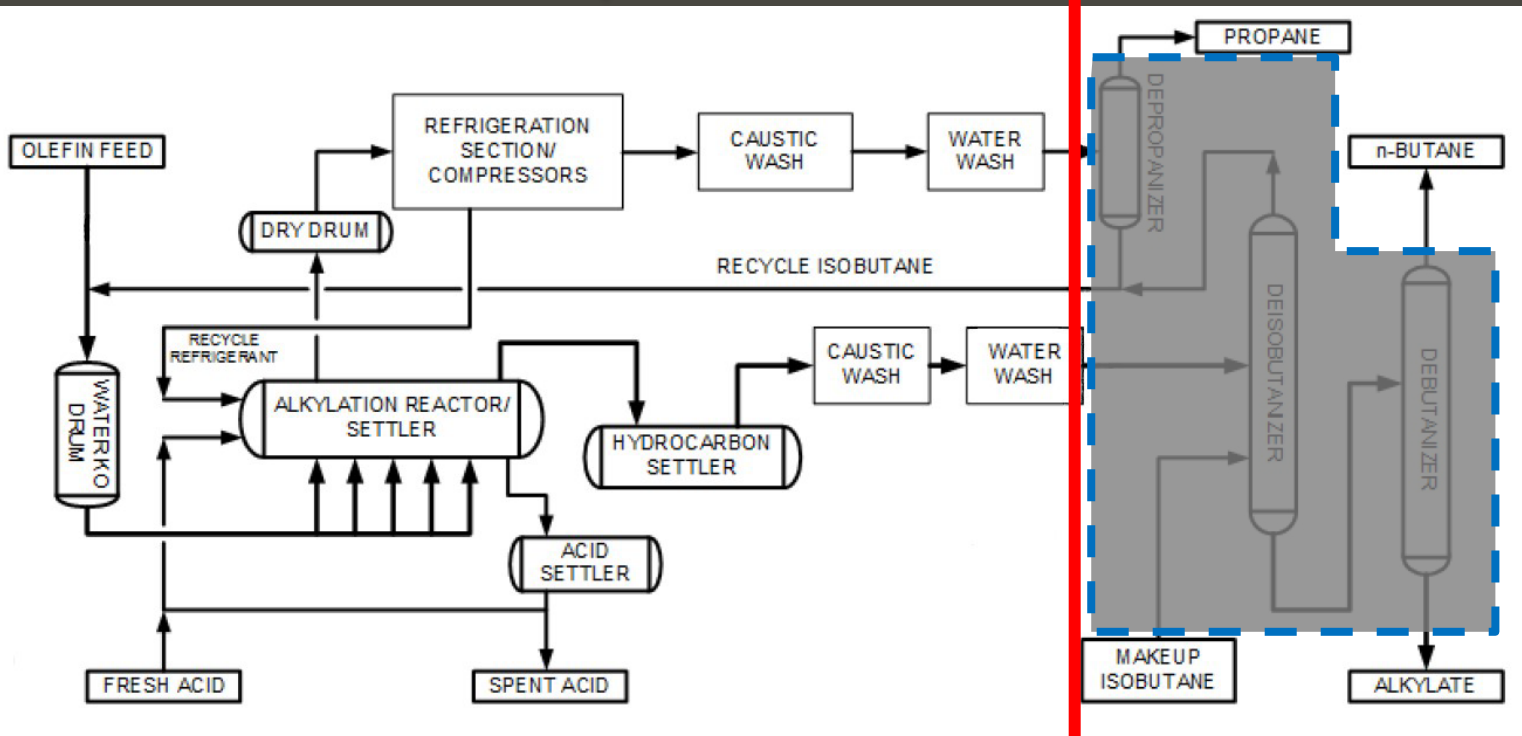 PROPANE
DEPROPANIZER
REFRIGERATION
SECTION/
COMPRESSORS
CAUSTIC
WASH
WATER
WASH
OLEFIN FEED
n-BUTANE
DRY DRUM
RECYCLE ISOBUTANE
DEISOBUTANIZER
RECYCLE
REFRIGERANT
CAUSTIC
WASH
WATER
WASH
DEBUTANIZER
WATER KO
DRUM
ALKYLATION REACTOR/
SETTLER
HYDROCARBON
SETTLER
ACID
SETTLER
FRESH ACID
SPENT ACID
MAKEUP
ISOBUTANE
ALKYLATE